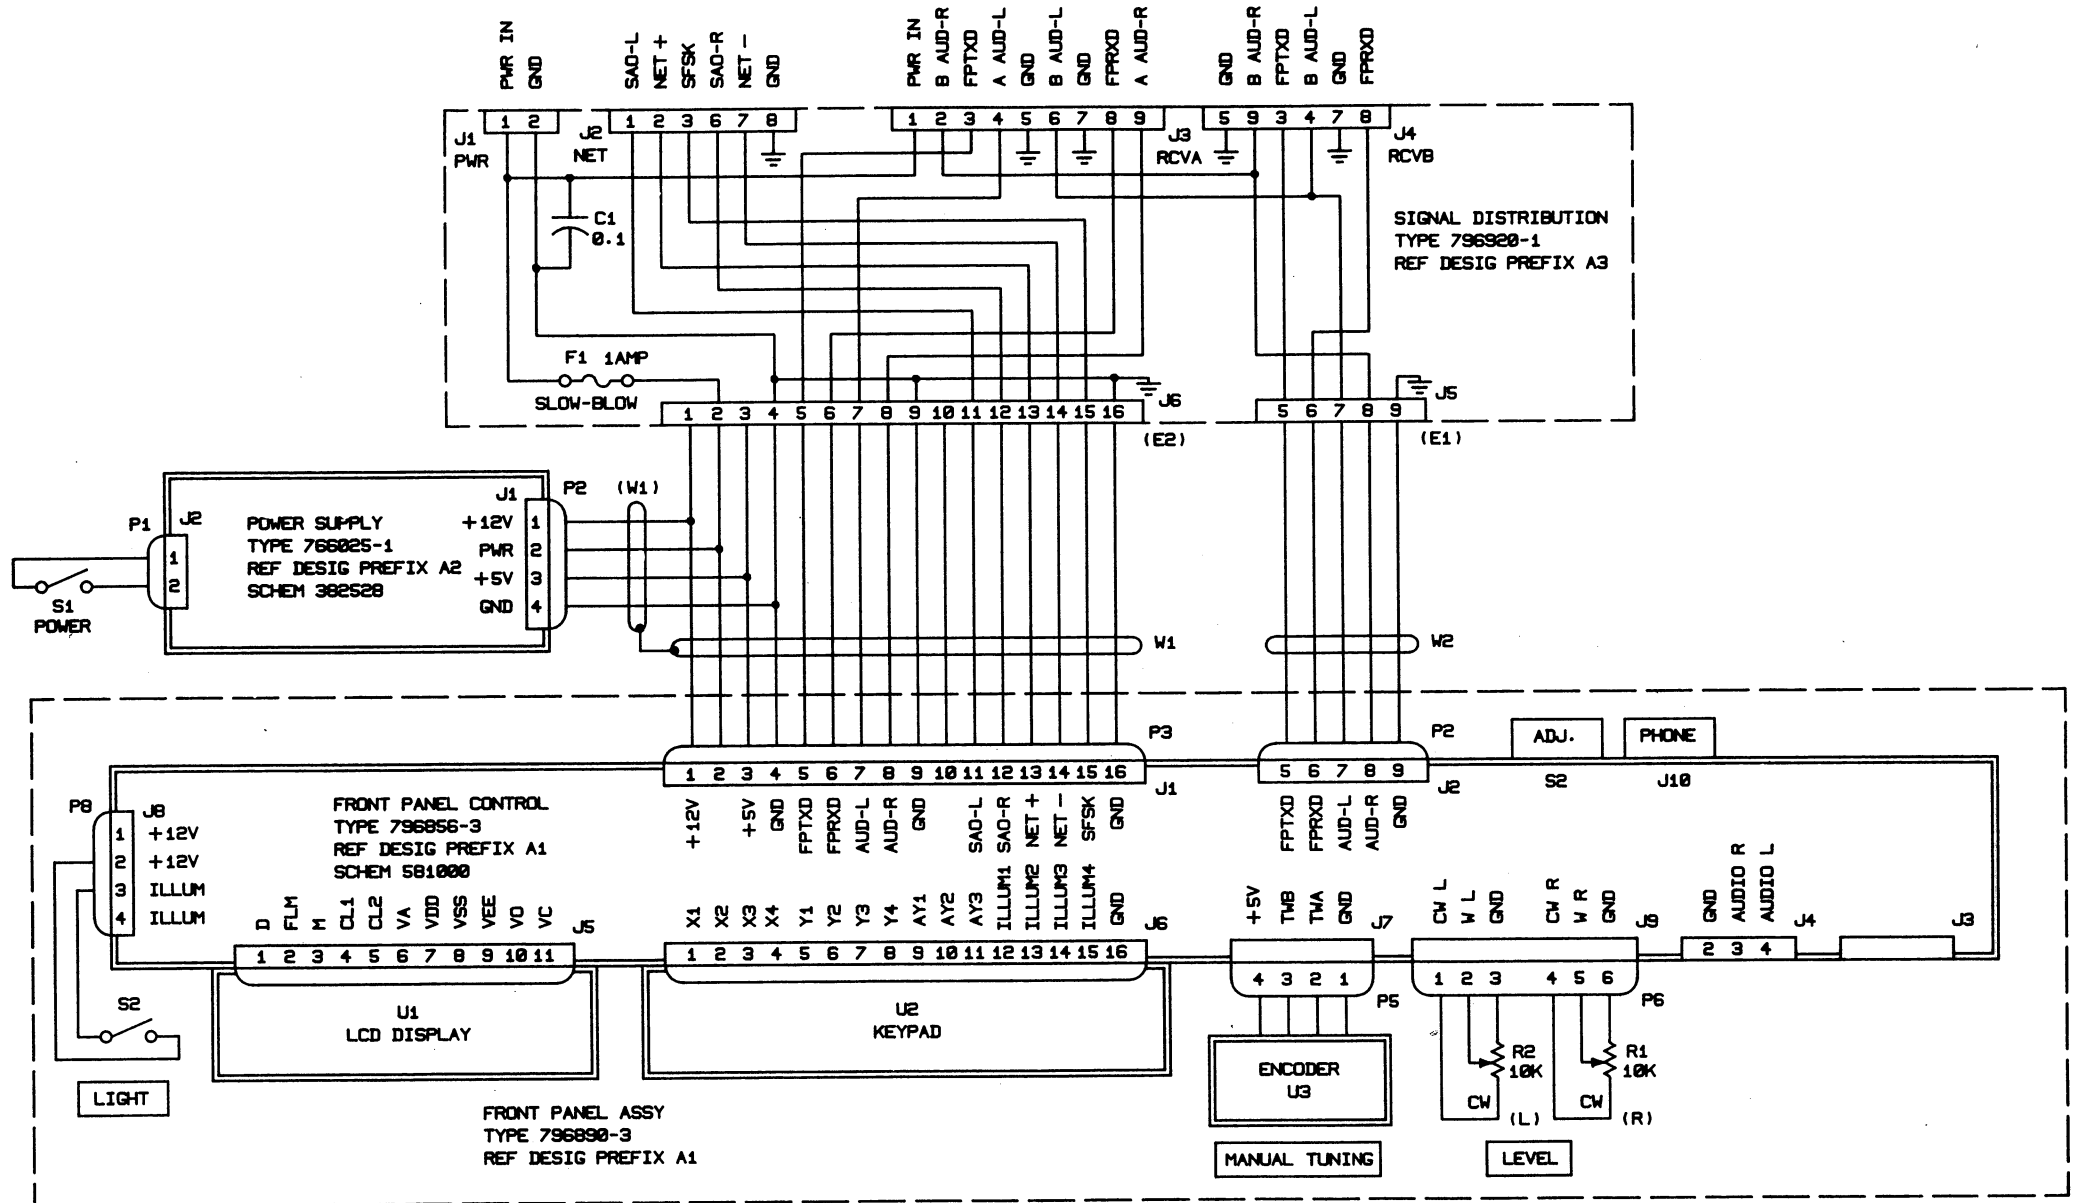 PWR IN
GND
SAO-L
NET +
SFSK
SAO-R
NET -
GND
PWR IN
B AUD-R
FPTXD
A AUD-L
GND
B AUD-L
GND
FPRXD
A AUD-R
GND
B AUD-R
FPTXD
B AUD-L
GND
FPRXD
1 2
1 2 3 6 7 8
1 2 3 4 5 6 7 8 9
5 9 3 4 7 8
J1
PWR
J2
NET
J3
RCVA
J4
RCVB
C1
0.1
SIGNAL DISTRIBUTION
TYPE 796920-1
REF DESIG PREFIX A3
F1 1AMP
SLOW-BLOW
J6
J5
1 2 3 4 5 6 7 8 9 10 11 12 13 14 15 16
5 6 7 8 9
(E2)
(E1)
P1
J2
1
2
S1
POWER
POWER SUPPLY
TYPE 766025-1
REF DESIG PREFIX A2
SCHEM 382528
J1
P2
(W1)
+12V 1
PWR 2
+5V 3
GND 4
W1
W2
P3
P2
ADJ.
PHONE
S2
J10
1 2 3 4 5 6 7 8 9 10 11 12 13 14 15 16
J1
5 6 7 8 9
J2
+12V
+5V
GND
FPTXD
FPRXD
AUD-L
AUD-R
GND
SAO-L
SAO-R
NET +
NET -
SFSK
GND
FPTXD
FPRXD
AUD-L
AUD-R
GND
P8
J8
1 +12V
2 +12V
3 ILLUM
4 ILLUM
FRONT PANEL CONTROL
TYPE 796856-3
REF DESIG PREFIX A1
SCHEM 581000
D
FLM
M
CL1
CL2
VA
VDD
VSS
VEE
VO
VC
J5
1 2 3 4 5 6 7 8 9 10 11
X1
X2
X3
X4
Y1
Y2
Y3
Y4
AY1
AY2
AY3
ILLUM1
ILLUM2
ILLUM3
ILLUM4
GND
J6
1 2 3 4 5 6 7 8 9 10 11 12 13 14 15 16
+5V
TWB
TWA
GND
J7
4 3 2 1
P5
CW L
W L
GND
CW R
W R
GND
J9
1 2 3 4 5 6
P6
GND
AUDIO R
AUDIO L
J4
2 3 4
J3
S2
LIGHT
U1
LCD DISPLAY
U2
KEYPAD
ENCODER
U3
R2
10K
CW
(L)
R1
10K
CW
(R)
FRONT PANEL ASSY
TYPE 796890-3
REF DESIG PREFIX A1
MANUAL TUNING
LEVEL